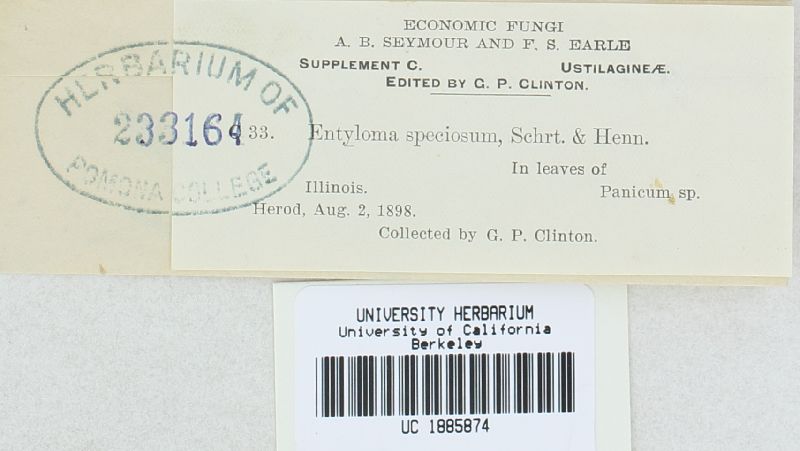 ECONOMIC FUNGI
A. B. SEYMOUR AND F. S. EARLE
SUPPLEMENT C. USTILAGINEÆ.
EDITED BY G. P. CLINTON.
HERBARIUM OF
233164
POMONA COLLEGE
C 33. Entyloma speciosum, Schrt. & Henn.
In leaves of
Illinois. Panicum sp.
Herod, Aug. 2, 1898.
Collected by G. P. Clinton.
UNIVERSITY HERBARIUM
University of California
Berkeley
UC 1885874